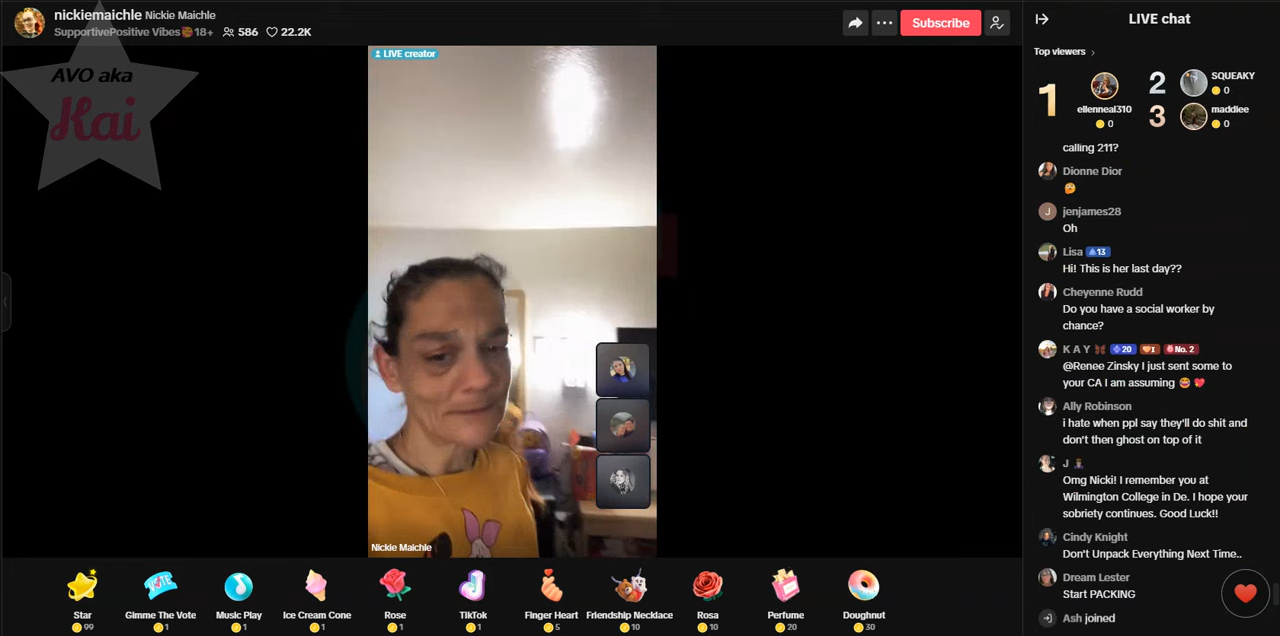 nickiemaichle Nickie Maichle
SupportivePositive Vibes 18+ 586 22.2K
Subscribe
AVO aka
Kai
LIVE creator
Nickie Maichle
Star
99
Gimme The Vote
1
Music Play
1
Ice Cream Cone
1
Rose
1
TikTok
1
Finger Heart
5
Friendship Necklace
10
Rosa
10
Perfume
20
Doughnut
30
LIVE chat
Top viewers
1
ellenneal310
0
2
SQUEAKY
0
3
maddlee
0
calling 211?
Dionne Dior
J
jenjames28
Oh
Lisa 13
Hi! This is her last day??
Cheyenne Rudd
Do you have a social worker by
chance?
K A Y 20 I No. 2
@Renee Zinsky I just sent some to
your CA I am assuming
Ally Robinson
i hate when ppl say they'll do shit and
don't then ghost on top of it
J
Omg Nicki! I remember you at
Wilmington College in De. I hope your
sobriety continues. Good Luck!!
Cindy Knight
Don't Unpack Everything Next Time..
Dream Lester
Start PACKING
Ash joined